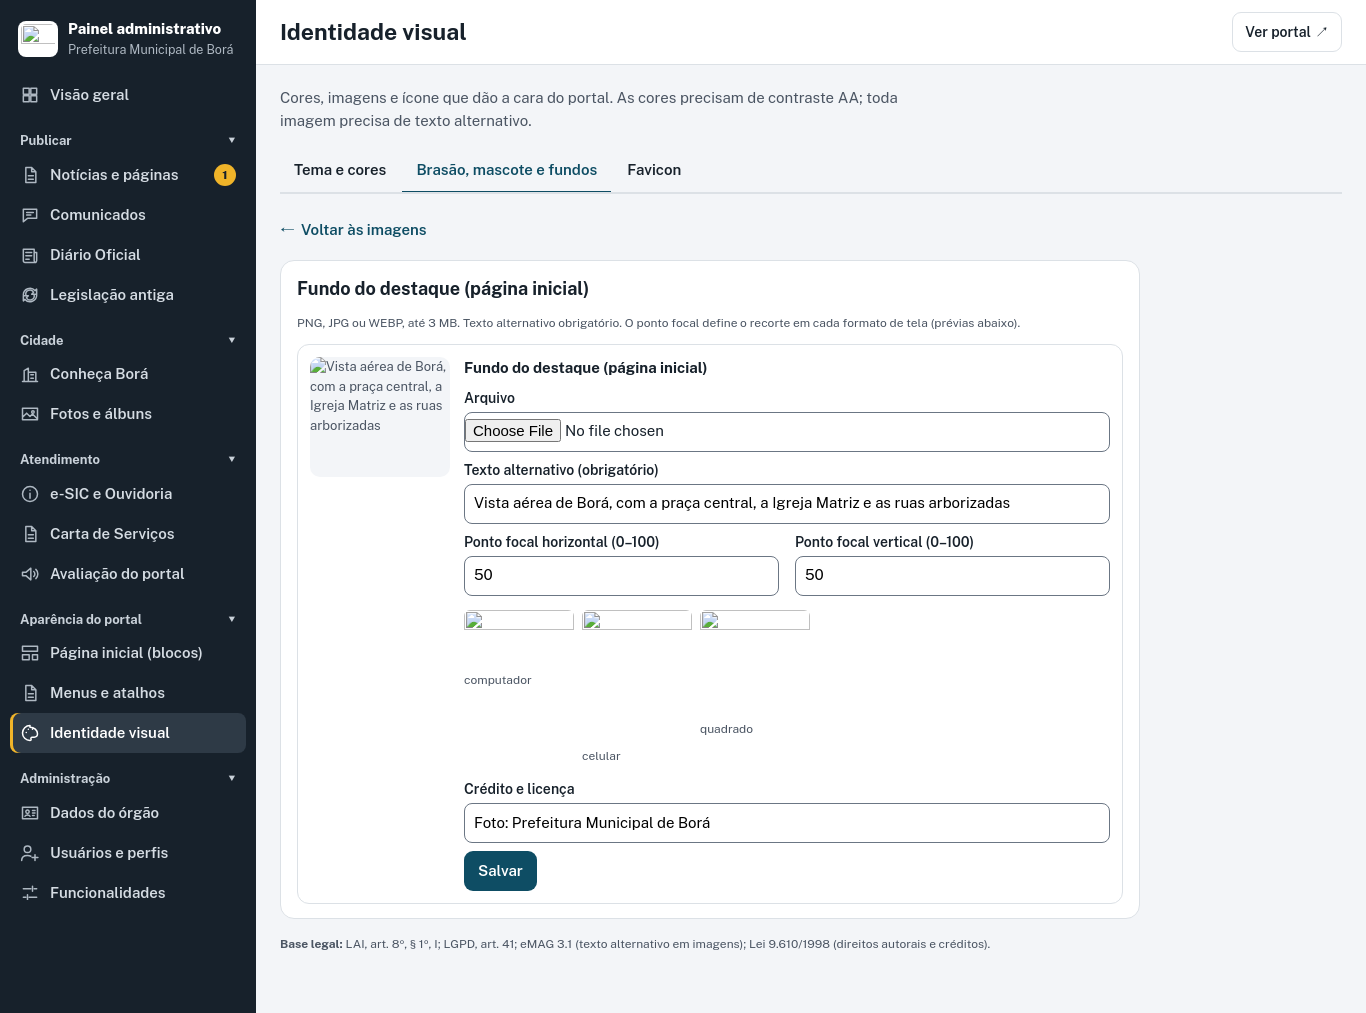 Painel administrativo
Prefeitura Municipal de Borá
Visão geral
Publicar
Notícias e páginas
1
Comunicados
Diário Oficial
Legislação antiga
Cidade
Conheça Borá
Fotos e álbuns
Atendimento
e-SIC e Ouvidoria
Carta de Serviços
Avaliação do portal
Aparência do portal
Página inicial (blocos)
Menus e atalhos
Identidade visual
Administração
Dados do órgão
Usuários e perfis
Funcionalidades
Identidade visual
Ver portal ↗
Cores, imagens e ícone que dão a cara do portal. As cores precisam de contraste AA; toda
imagem precisa de texto alternativo.
Tema e cores
Brasão, mascote e fundos
Favicon
← Voltar às imagens
Fundo do destaque (página inicial)
PNG, JPG ou WEBP, até 3 MB. Texto alternativo obrigatório. O ponto focal define o recorte em cada formato de tela (prévias abaixo).
Vista aérea de Borá,
com a praça central, a
Igreja Matriz e as ruas
arborizadas
Fundo do destaque (página inicial)
Arquivo
Choose File No file chosen
Texto alternativo (obrigatório)
Vista aérea de Borá, com a praça central, a Igreja Matriz e as ruas arborizadas
Ponto focal horizontal (0–100)
Ponto focal vertical (0–100)
50
50
computador
quadrado
celular
Crédito e licença
Foto: Prefeitura Municipal de Borá
Salvar
Base legal: LAI, art. 8º, § 1º, I; LGPD, art. 41; eMAG 3.1 (texto alternativo em imagens); Lei 9.610/1998 (direitos autorais e créditos).